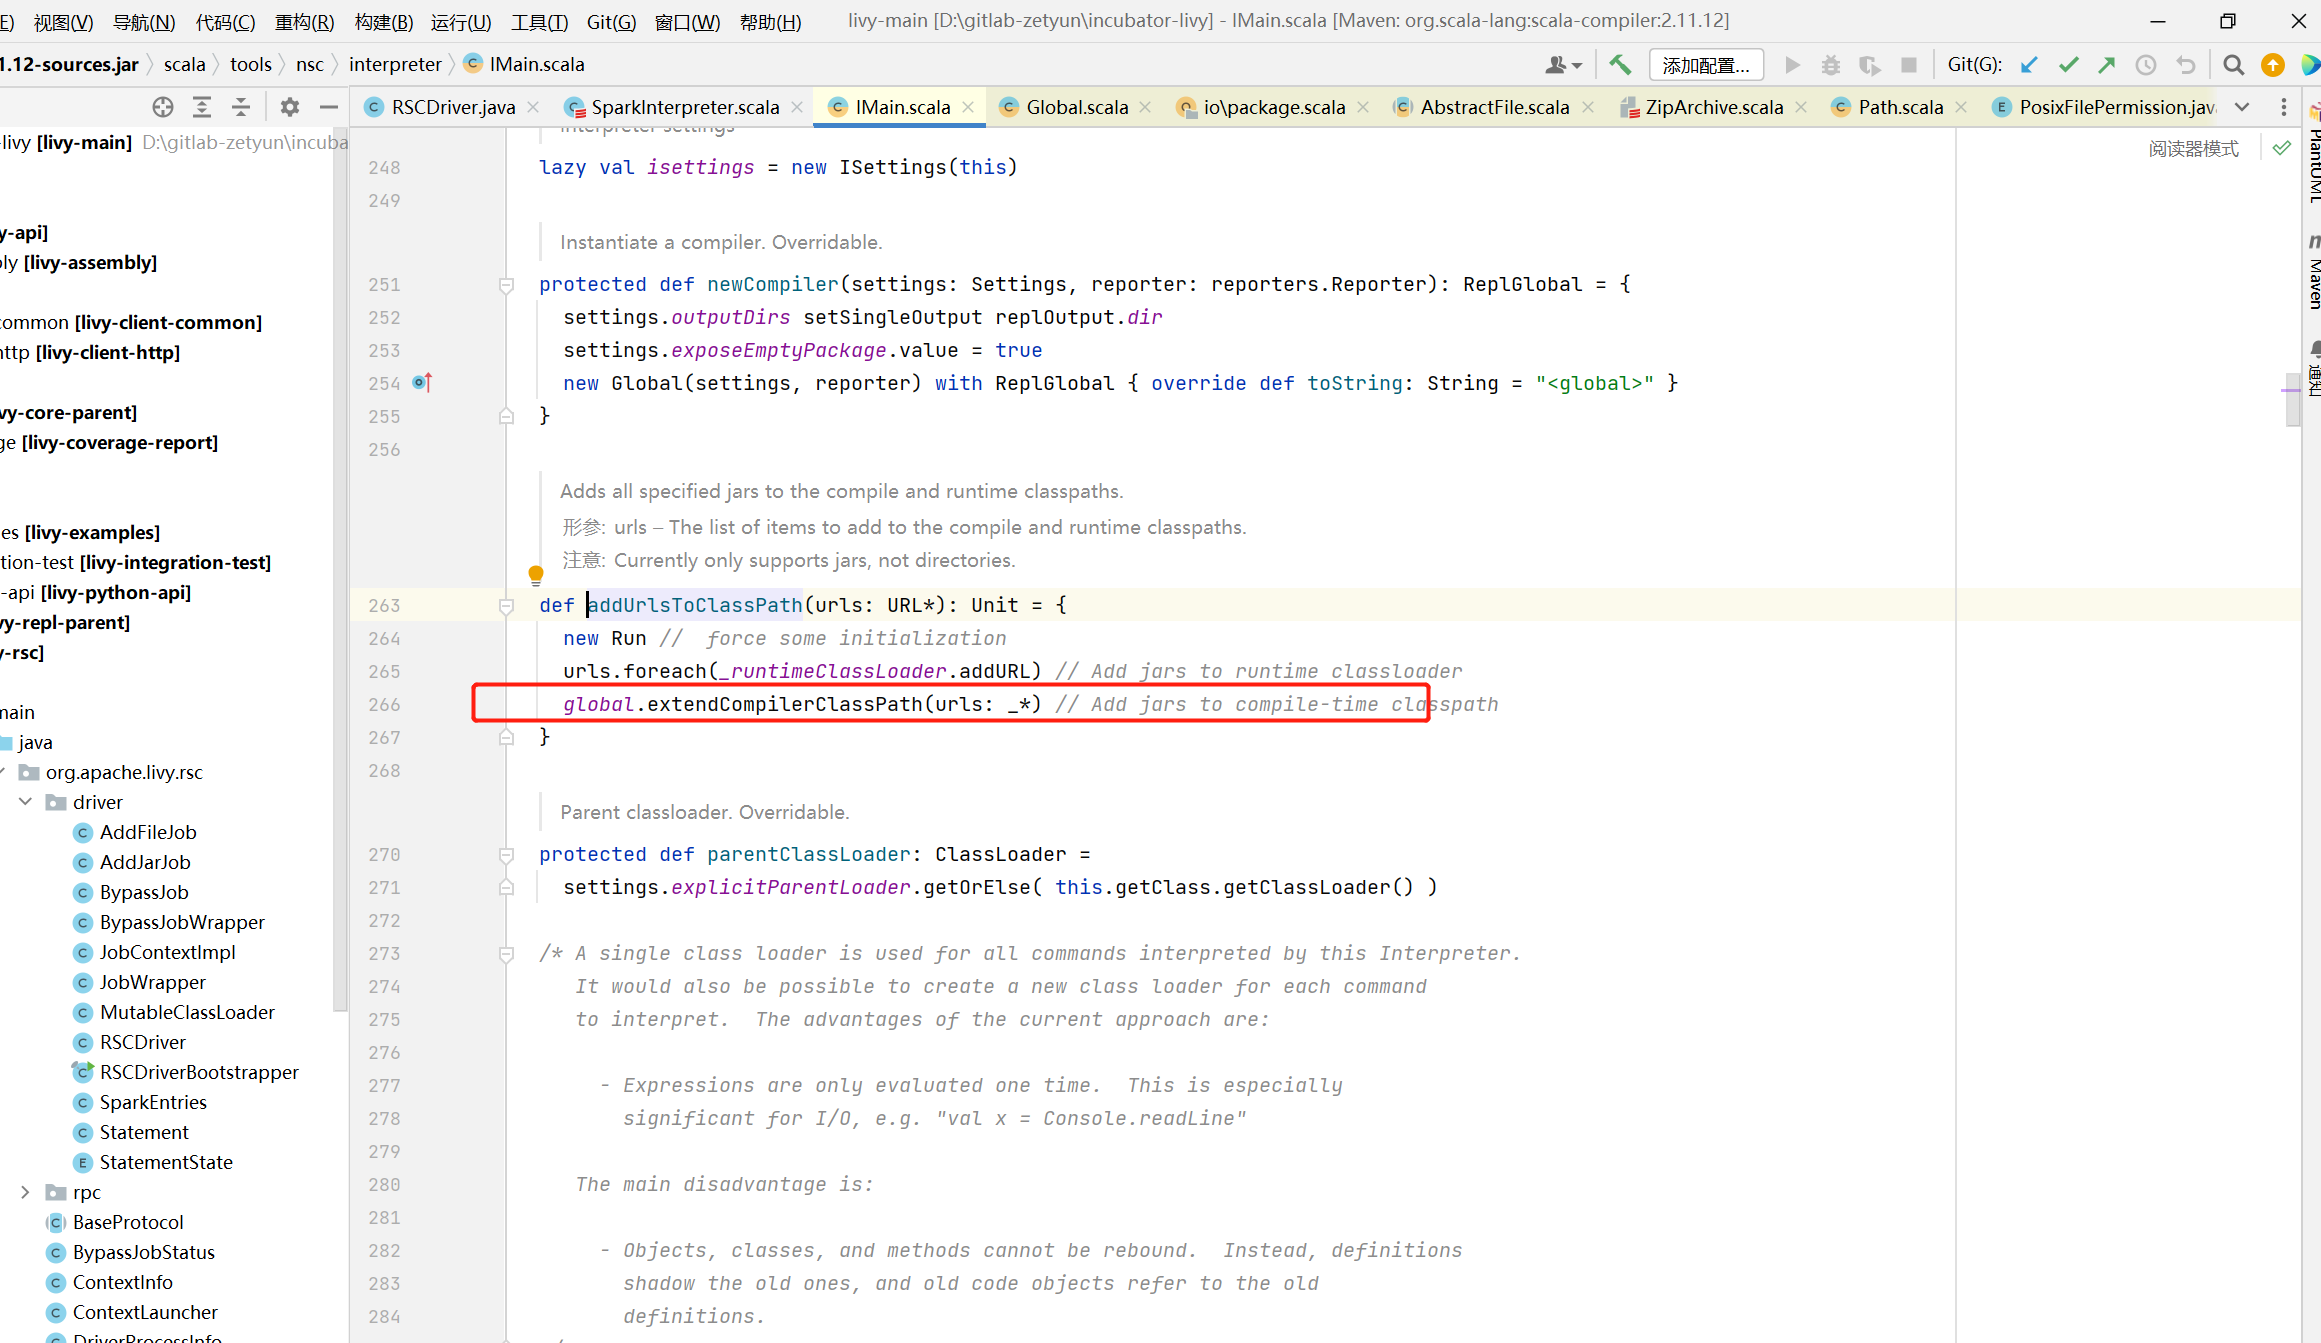 视图(V) 导航(N) 代码(C) 重构(R) 构建(B) 运行(U) 工具(T) Git(G) 窗口(W) 帮助(H) livy-main [D:\gitlab-zetyun\incubator-livy] - IMain.scala [Maven: org.scala-lang:scala-compiler:2.11.12]
1.12-sources.jar scala tools nsc interpreter IMain.scala 添加配置... Git(G):
RSCDriver.java SparkInterpreter.scala IMain.scala Global.scala io\package.scala AbstractFile.scala ZipArchive.scala Path.scala PosixFilePermission.java
-livy [livy-main] D:\gitlab-zetyun\incuba
y-api]
ly [livy-assembly]
common [livy-client-common]
ttp [livy-client-http]
vy-core-parent]
ge [livy-coverage-report]
es [livy-examples]
tion-test [livy-integration-test]
-api [livy-python-api]
vy-repl-parent]
y-rsc]
main
java
org.apache.livy.rsc
driver
AddFileJob
AddJarJob
BypassJob
BypassJobWrapper
JobContextImpl
JobWrapper
MutableClassLoader
RSCDriver
RSCDriverBootstrapper
SparkEntries
Statement
StatementState
rpc
BaseProtocol
BypassJobStatus
ContextInfo
ContextLauncher
DriverProcessInfo
阅读器模式
interpreter settings
248 lazy val isettings = new ISettings(this)
249
Instantiate a compiler. Overridable.
251 protected def newCompiler(settings: Settings, reporter: reporters.Reporter): ReplGlobal = {
252 settings.outputDirs setSingleOutput replOutput.dir
253 settings.exposeEmptyPackage.value = true
254 new Global(settings, reporter) with ReplGlobal { override def toString: String = "<global>" }
255 }
256
Adds all specified jars to the compile and runtime classpaths.
形参: urls – The list of items to add to the compile and runtime classpaths.
注意: Currently only supports jars, not directories.
263 def addUrlsToClassPath(urls: URL*): Unit = {
264 new Run // force some initialization
265 urls.foreach(_runtimeClassLoader.addURL) // Add jars to runtime classloader
266 global.extendCompilerClassPath(urls: _*) // Add jars to compile-time classpath
267 }
268
Parent classloader. Overridable.
270 protected def parentClassLoader: ClassLoader =
271 settings.explicitParentLoader.getOrElse( this.getClass.getClassLoader() )
272
273 /* A single class loader is used for all commands interpreted by this Interpreter.
274 It would also be possible to create a new class loader for each command
275 to interpret. The advantages of the current approach are:
276
277 - Expressions are only evaluated one time. This is especially
278 significant for I/O, e.g. "val x = Console.readLine"
279
280 The main disadvantage is:
281
282 - Objects, classes, and methods cannot be rebound. Instead, definitions
283 shadow the old ones, and old code objects refer to the old
284 definitions.
PlantUML
Maven
通知